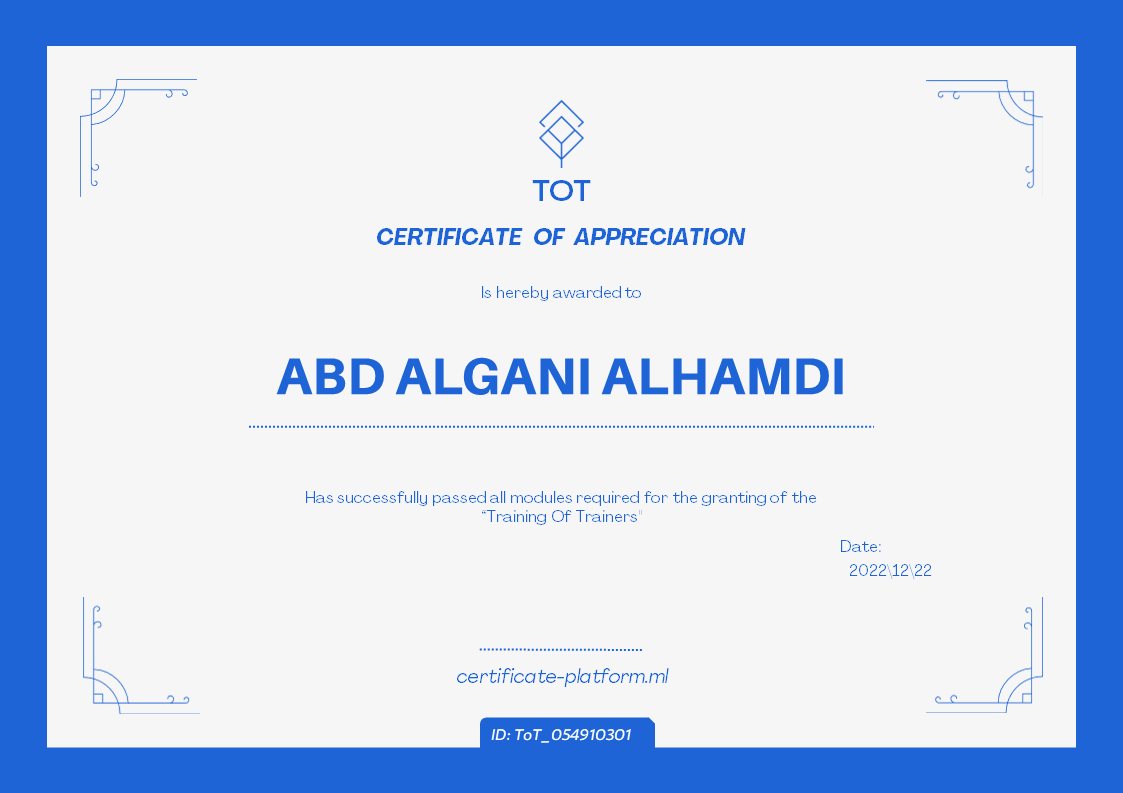 TOT
CERTIFICATE OF APPRECIATION
Is hereby awarded to
ABD ALGANI ALHAMDI
Has successfully passed all modules required for the granting of the
“Training Of Trainers"
Date:
2022\12\22
certificate-platform.ml
ID: ToT_054910301